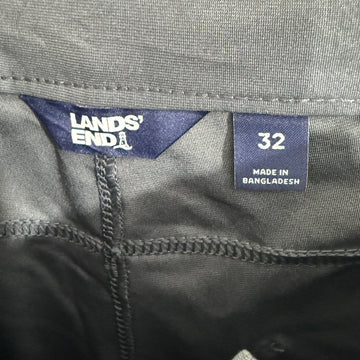 LANDS'
END
32
MADE IN
BANGLADESH